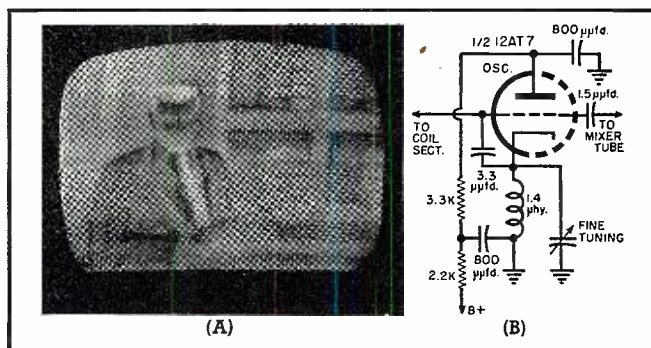 1/2 12AT7
800 μμfd.
OSC.
1.5 μμfd.
TO COIL SECT.
TO MIXER TUBE
3.3 μμfd.
3.3K
1.4 μhy.
FINE TUNING
800 μμfd.
2.2K
B+
(A)
(B)